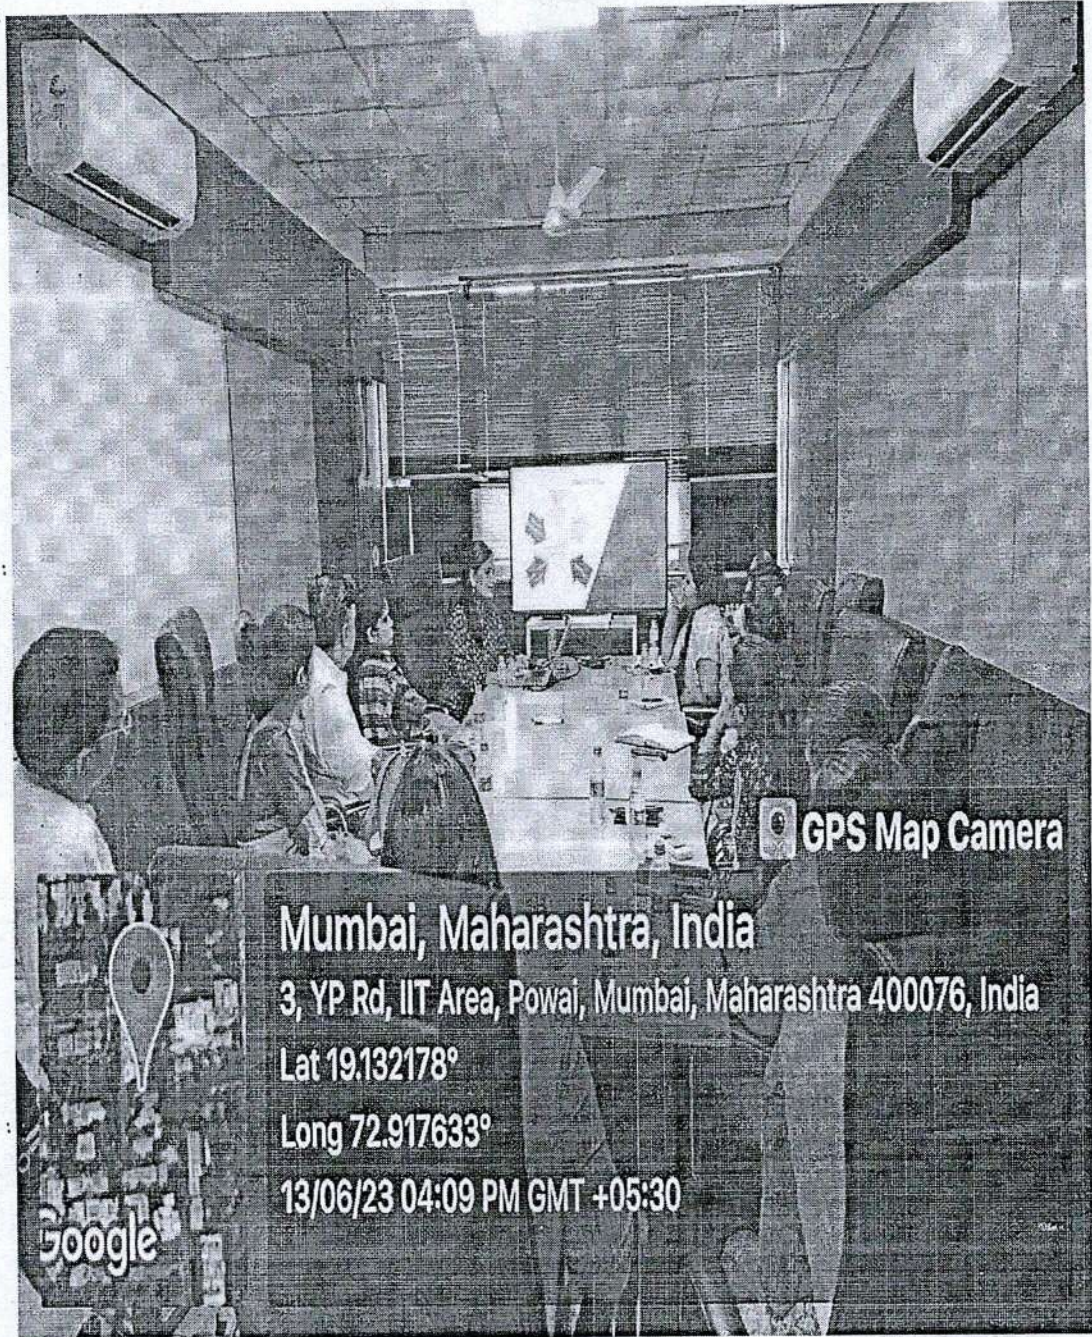 GPS Map Camera
Mumbai, Maharashtra, India
3, YP Rd, IIT Area, Powai, Mumbai, Maharashtra 400076, India
Lat 19.132178°
Long 72.917633°
13/06/23 04:09 PM GMT +05:30
Google